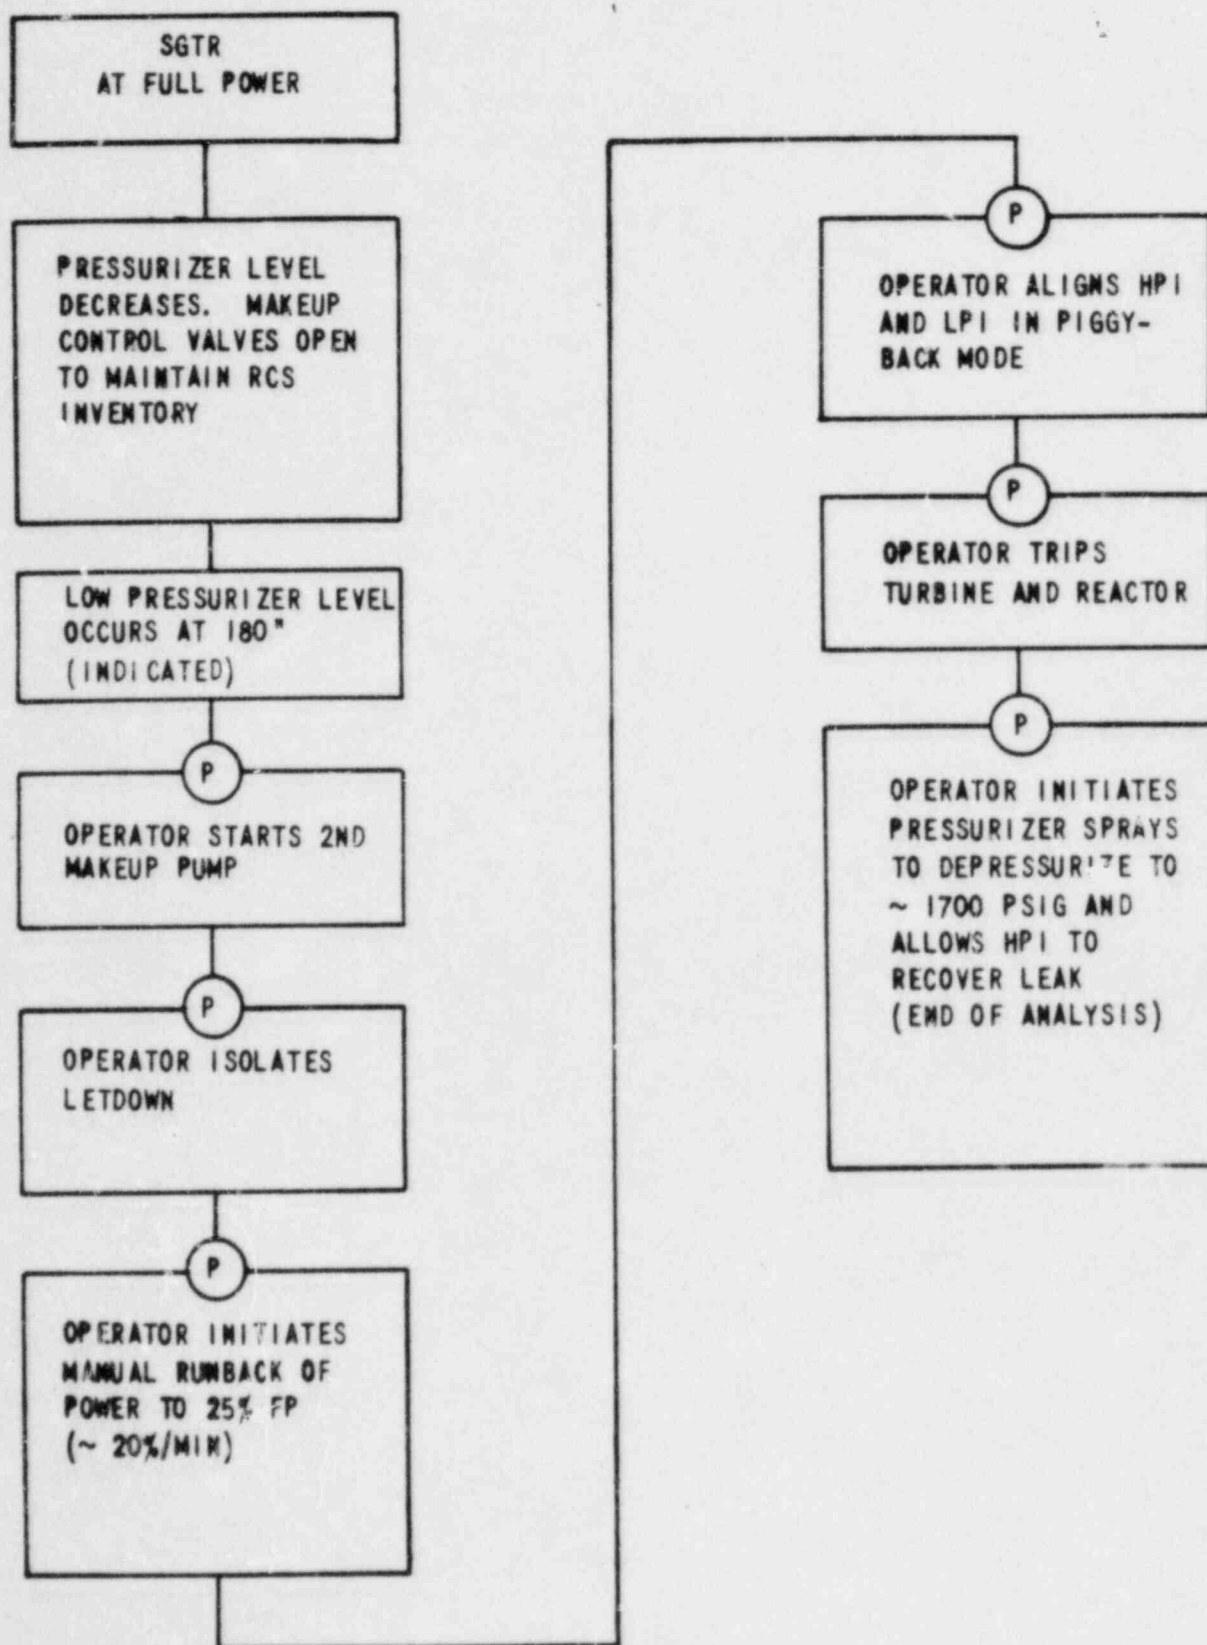 SGTR
AT FULL POWER
PRESSURIZER LEVEL
DECREASES. MAKEUP
CONTROL VALVES OPEN
TO MAINTAIN RCS
INVENTORY
LOW PRESSURIZER LEVEL
OCCURS AT 180"
(INDICATED)
P
OPERATOR STARTS 2ND
MAKEUP PUMP
P
OPERATOR ISOLATES
LETDOWN
P
OPERATOR INITIATES
MANUAL RUNBACK OF
POWER TO 25% FP
(~ 20%/MIN)
P
OPERATOR ALIGNS HPI
AND LPI IN PIGGY-
BACK MODE
P
OPERATOR TRIPS
TURBINE AND REACTOR
P
OPERATOR INITIATES
PRESSURIZER SPRAYS
TO DEPRESSURIZE TO
~ 1700 PSIG AND
ALLOWS HPI TO
RECOVER LEAK
(END OF ANALYSIS)